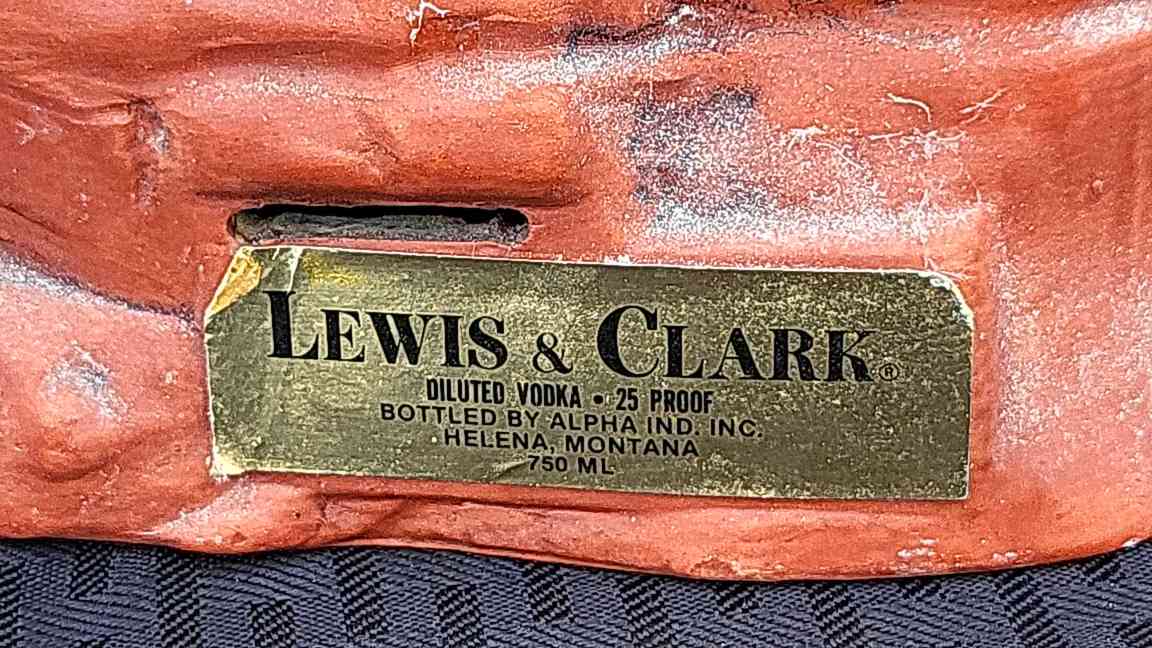 LEWIS & CLARK®
DILUTED VODKA • 25 PROOF
BOTTLED BY ALPHA IND. INC.
HELENA, MONTANA
750 ML